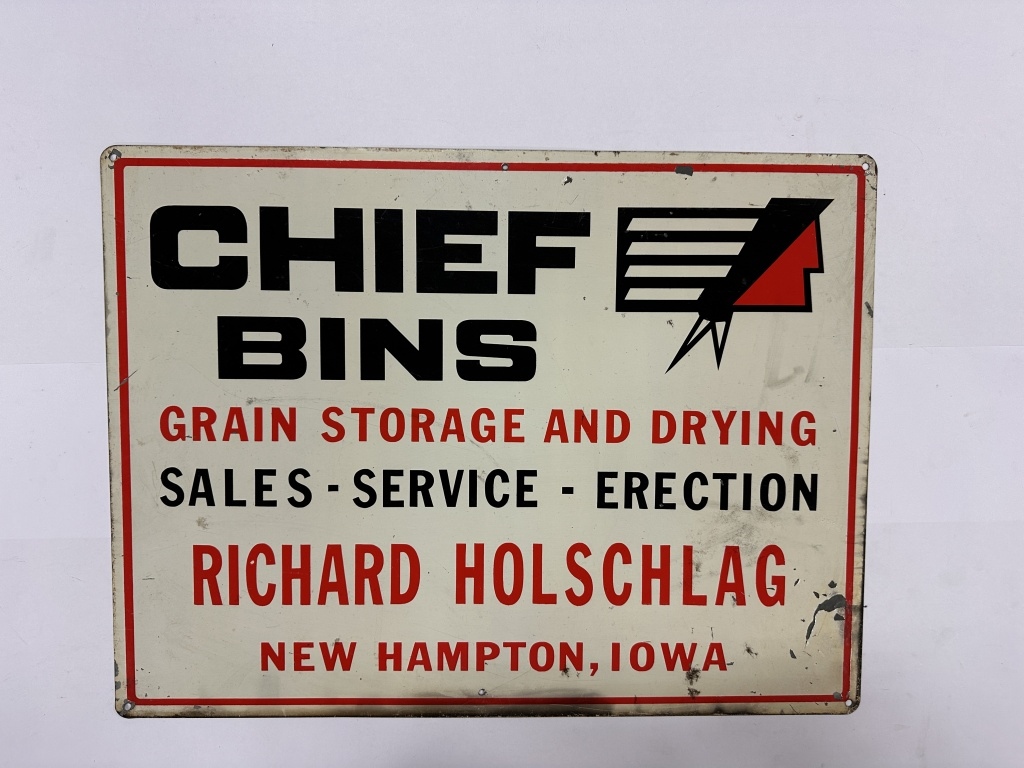 CHIEF
BINS
GRAIN STORAGE AND DRYING
SALES - SERVICE - ERECTION
RICHARD HOLSCHLAG
NEW HAMPTON, IOWA